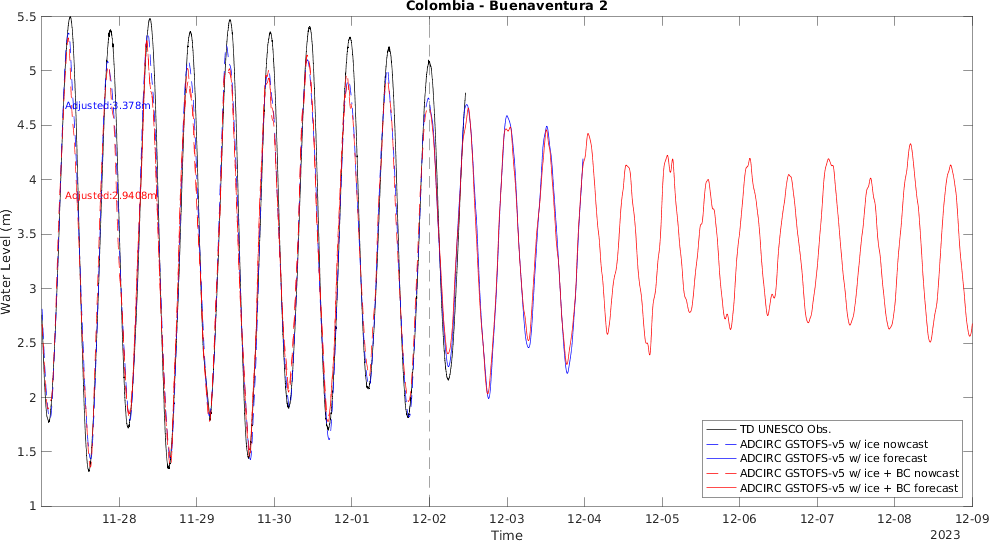 Colombia - Buenaventura 2
5.5
5
4.5
4
3.5
3
2.5
2
1.5
1
Water Level (m)
Adjusted:3.378m
Adjusted:2.9408m
TD UNESCO Obs.
ADCIRC GSTOFS-v5 w/ ice nowcast
ADCIRC GSTOFS-v5 w/ ice forecast
ADCIRC GSTOFS-v5 w/ ice + BC nowcast
ADCIRC GSTOFS-v5 w/ ice + BC forecast
11-28 11-29 11-30 12-01 12-02 12-03 12-04 12-05 12-06 12-07 12-08 12-09
Time
2023